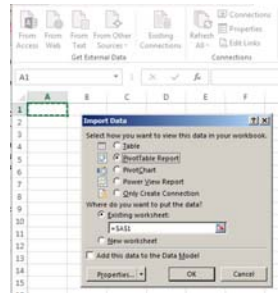 From Access
From Web
From Text
From Other Sources
Existing Connections
Refresh All
Connections
Properties
Edit Links
Get External Data
Connections
A1
fx
A B C D E F
1
2
3
4
5
6
7
8
9
10
11
12
13
14
15
Import Data
Select how you want to view this data in your workbook.
Table
PivotTable Report
PivotChart
Power View Report
Only Create Connection
Where do you want to put the data?
Existing worksheet:
=$A$1
New worksheet
Add this data to the Data Model
Properties...
OK
Cancel